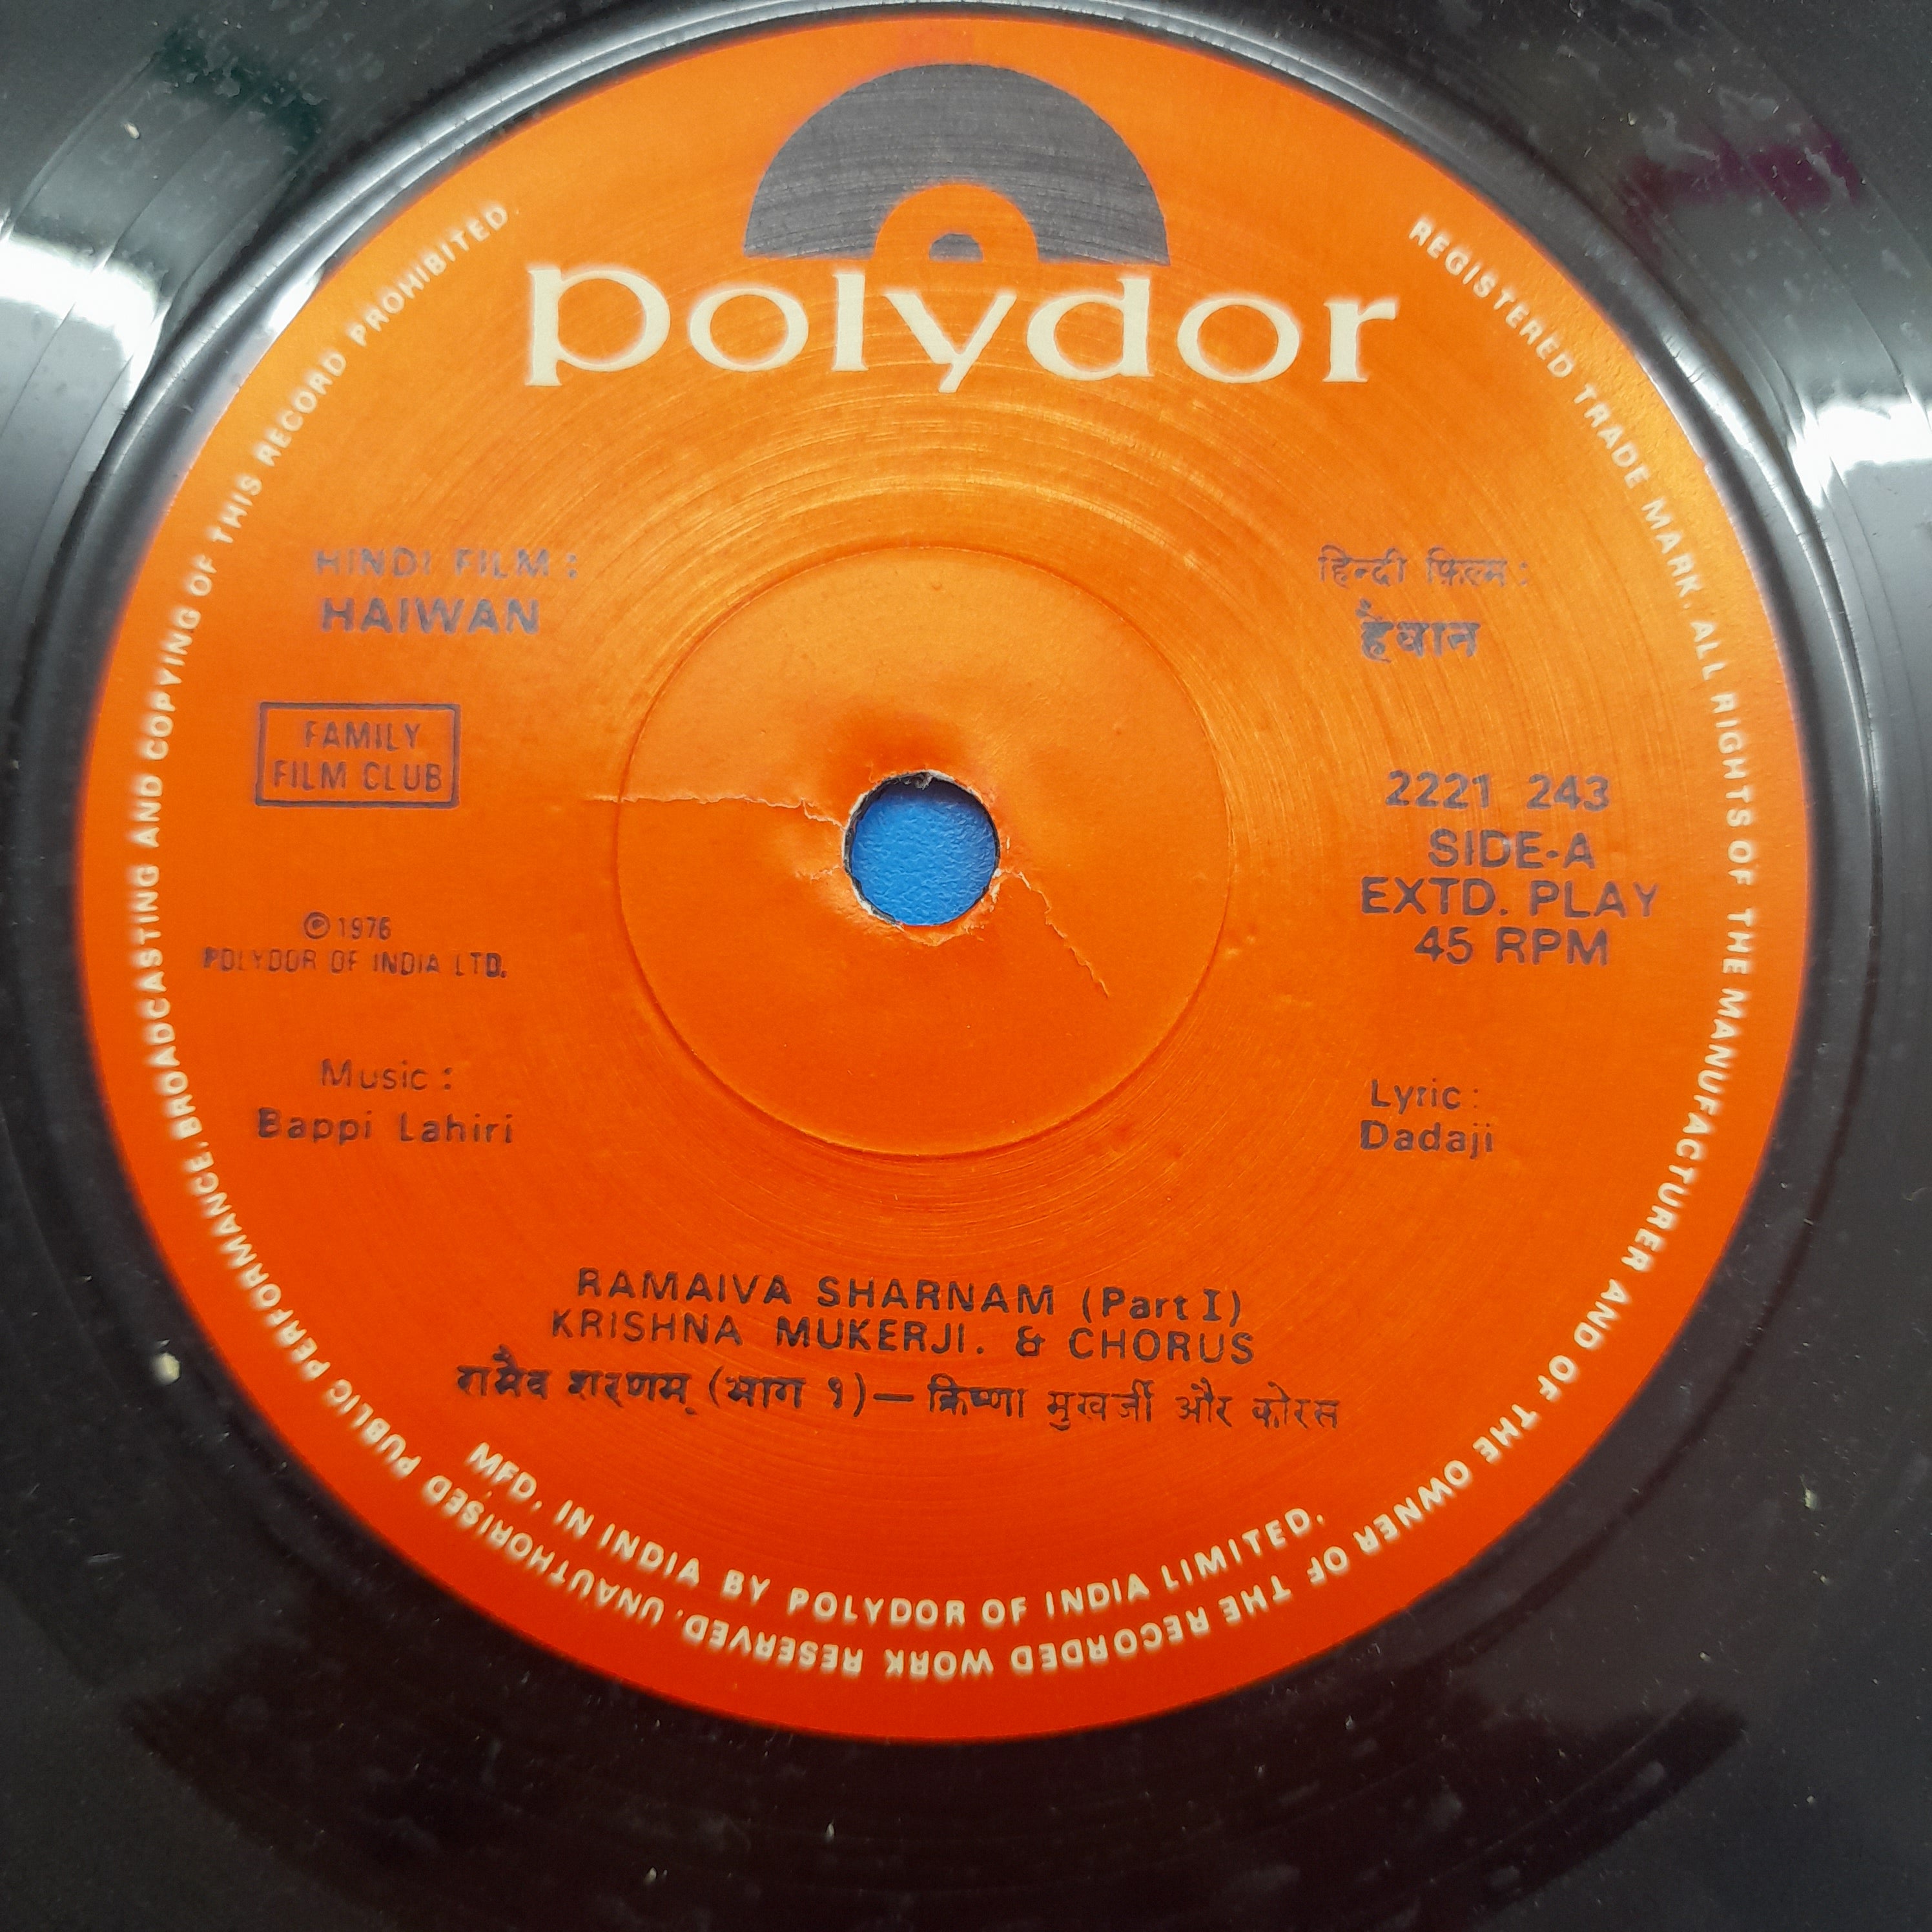 polydor
HINDI FILM :
HAIWAN
हिन्दी फ़िल्म :
हैवान
FAMILY
FILM CLUB
2221 243
SIDE-A
EXTD. PLAY
45 RPM
℗ 1976
POLYDOR OF INDIA LTD.
Music :
Bappi Lahiri
Lyric :
Dadaji
RAMAIVA SHARNAM (Part I)
KRISHNA MUKERJI. & CHORUS
रामैव शरणम् (भाग १)— क्रिष्णा मुखर्जी और कोरस
MFD. IN INDIA BY POLYDOR OF INDIA LIMITED.
REGISTERED TRADE MARK. ALL RIGHTS OF THE MANUFACTURER AND OF THE OWNER OF THE RECORDED WORK RESERVED. UNAUTHORISED PUBLIC PERFORMANCE, BROADCASTING AND COPYING OF THIS RECORD PROHIBITED